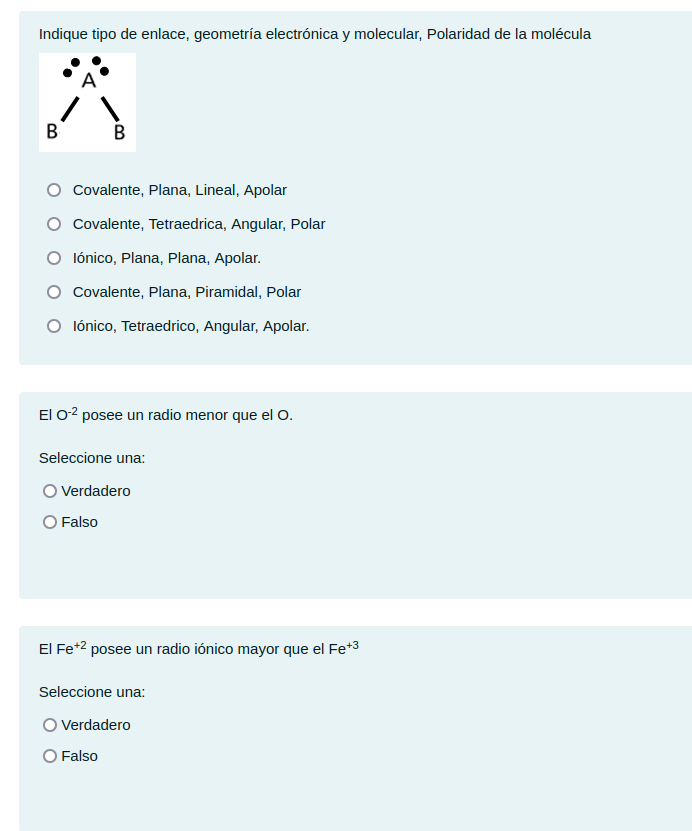 Indique tipo de enlace, geometría electrónica y molecular, Polaridad de la molécula
A
B B
Covalente, Plana, Lineal, Apolar
Covalente, Tetraedrica, Angular, Polar
Iónico, Plana, Plana, Apolar.
Covalente, Plana, Piramidal, Polar
Iónico, Tetraedrico, Angular, Apolar.
El O-2 posee un radio menor que el O.
Seleccione una:
Verdadero
Falso
El Fe+2 posee un radio iónico mayor que el Fe+3
Seleccione una:
Verdadero
Falso